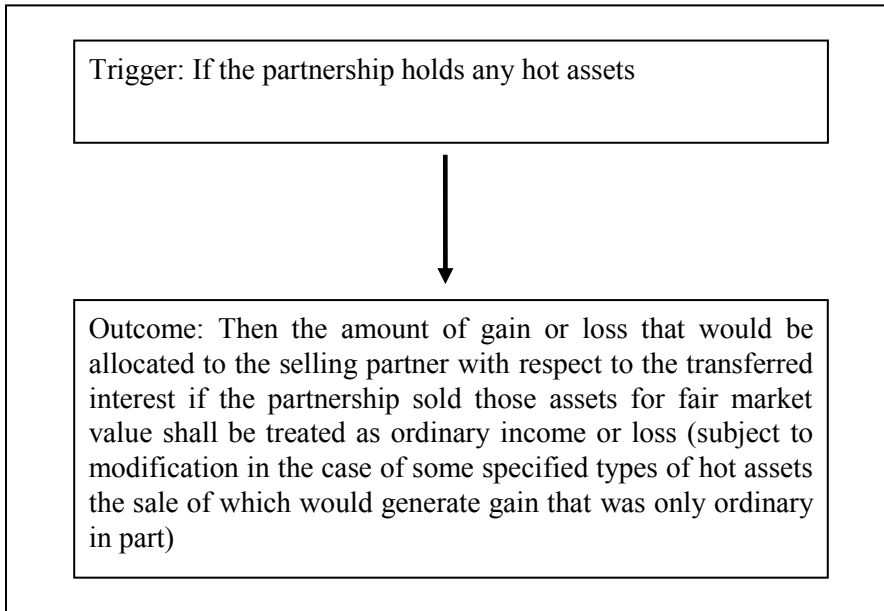 Trigger: If the partnership holds any hot assets
Outcome: Then the amount of gain or loss that would be
allocated to the selling partner with respect to the transferred
interest if the partnership sold those assets for fair market
value shall be treated as ordinary income or loss (subject to
modification in the case of some specified types of hot assets
the sale of which would generate gain that was only ordinary
in part)